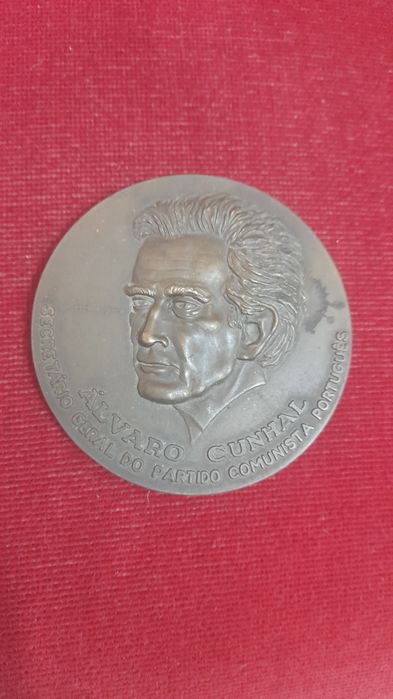 ÁLVARO CUNHAL
SECRETÁRIO GERAL DO PARTIDO COMUNISTA PORTUGUÊS